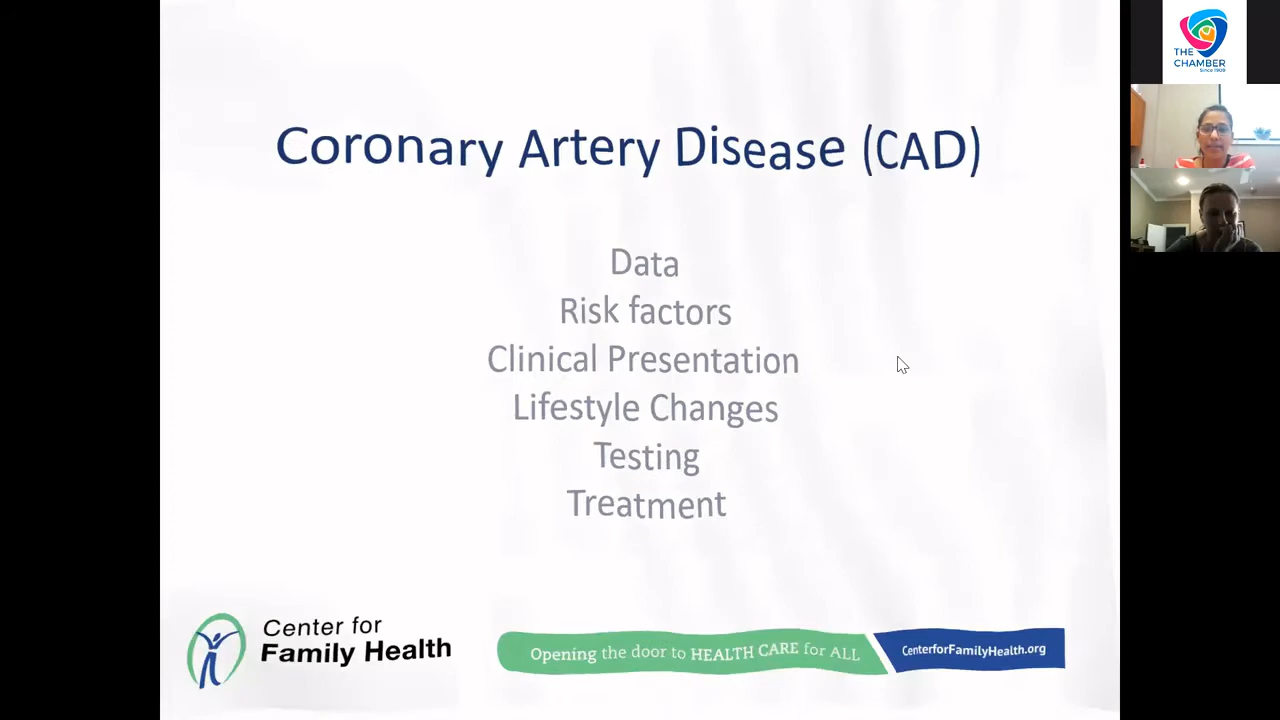 Coronary Artery Disease (CAD)
Data
Risk factors
Clinical Presentation
Lifestyle Changes
Testing
Treatment
Center for
Family Health
Opening the door to HEALTH CARE for ALL
CenterforFamilyHealth.org
THE
CHAMBER
Since 1909